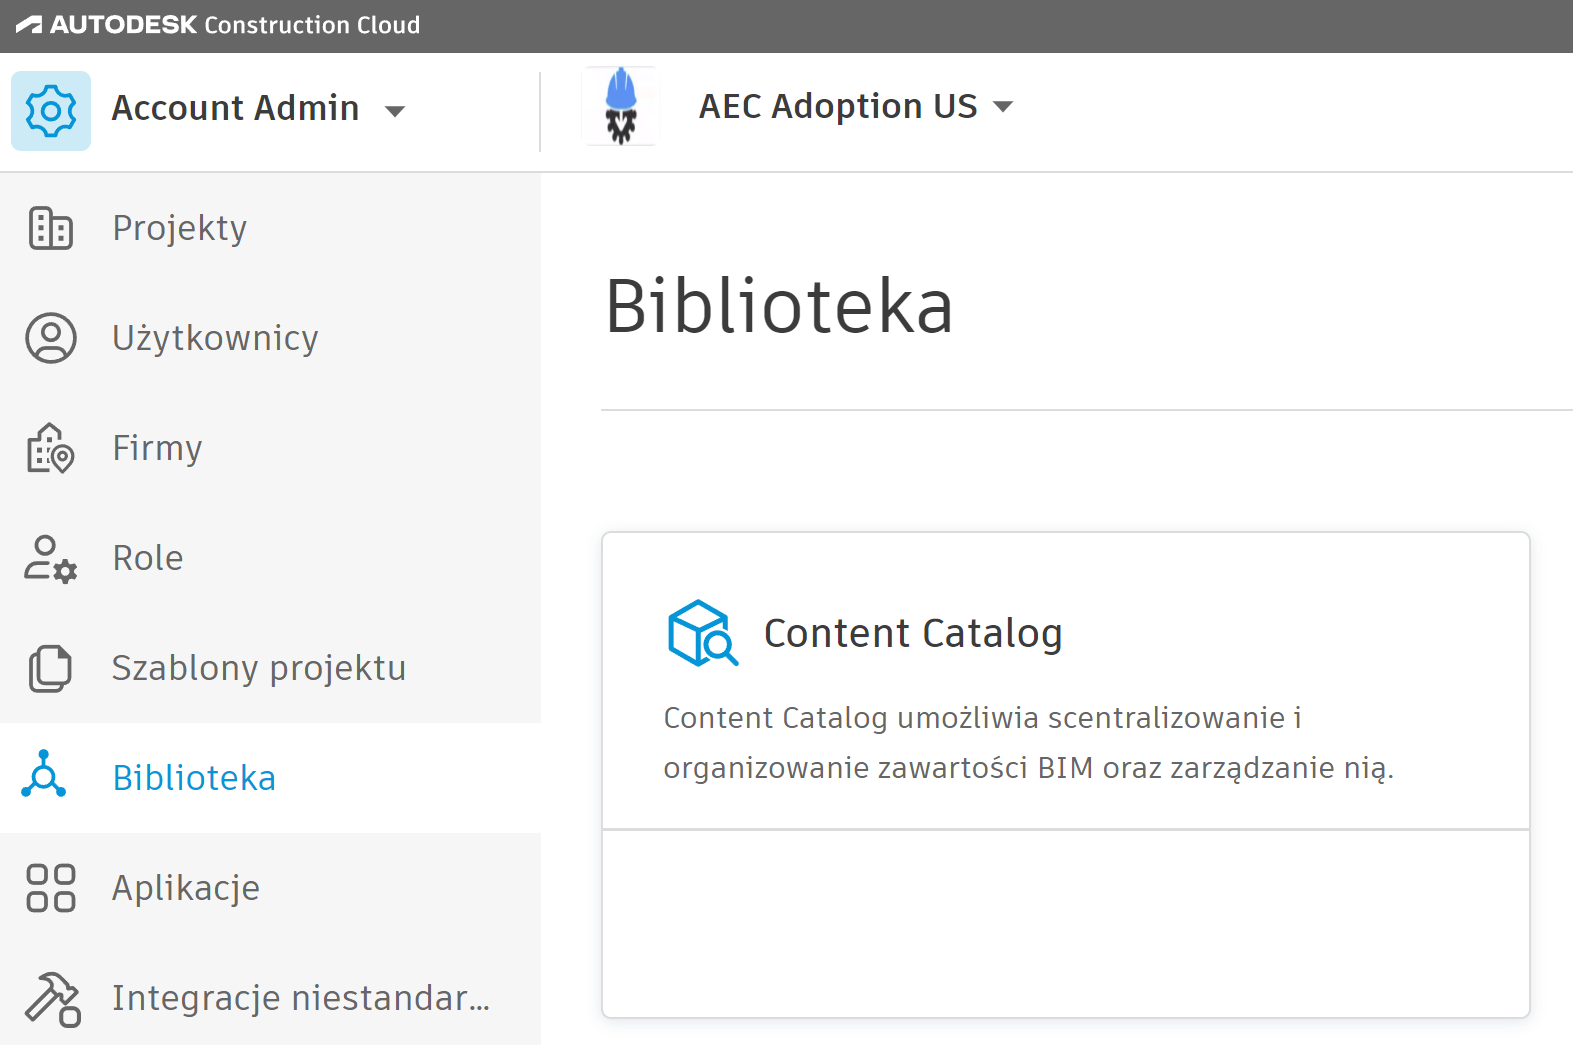 AUTODESK Construction Cloud
Account Admin
AEC Adoption US
Projekty
Użytkownicy
Firmy
Role
Szablony projektu
Biblioteka
Aplikacje
Integracje niestandar...
Biblioteka
Content Catalog
Content Catalog umożliwia scentralizowanie i
organizowanie zawartości BIM oraz zarządzanie nią.